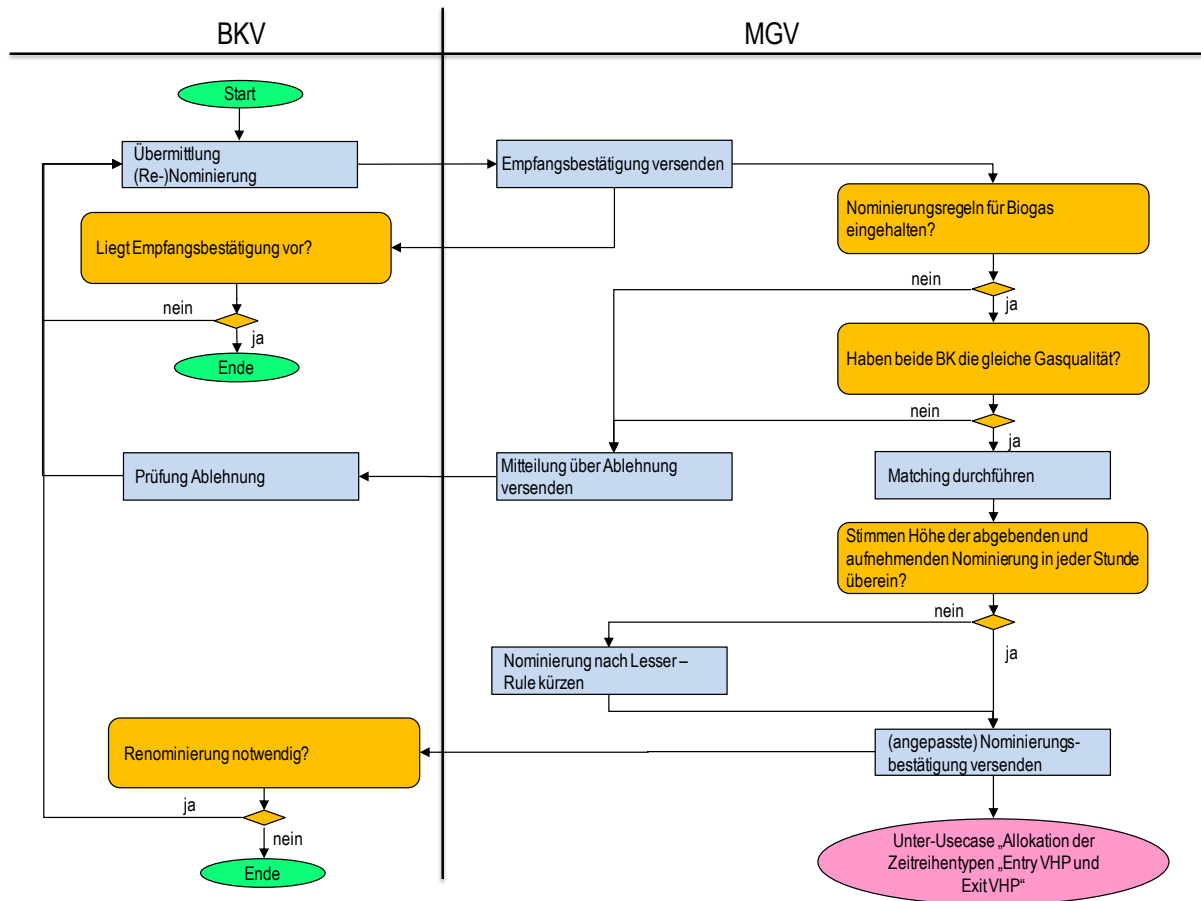 BKV
MGV
Start
Übermittlung
(Re-)Nominierung
Empfangsbestätigung versenden
Nominierungsregeln für Biogas
eingehalten?
Liegt Empfangsbestätigung vor?
nein
ja
Ende
nein
ja
Haben beide BK die gleiche Gasqualität?
nein
ja
Prüfung Ablehnung
Mitteilung über Ablehnung
versenden
Matching durchführen
Stimmen Höhe der abgebenden und
aufnehmenden Nominierung in jeder Stunde
überein?
nein
ja
Nominierung nach Lesser –
Rule kürzen
Renominierung notwendig?
(angepasste) Nominierungs-
bestätigung versenden
ja
nein
Ende
Unter-Usecase „Allokation der
Zeitreihentypen „Entry VHP und
Exit VHP“